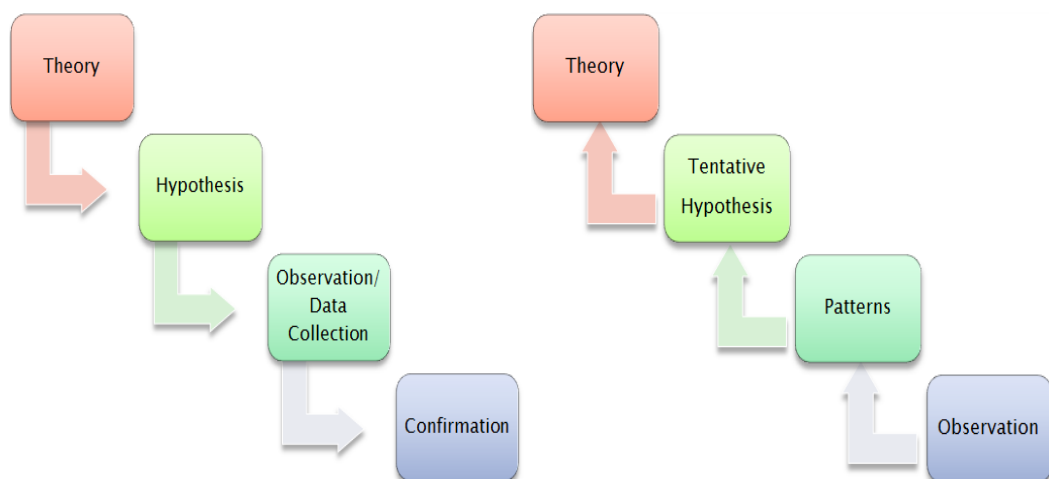 Theory
Hypothesis
Observation/
Data
Collection
Confirmation
Theory
Tentative
Hypothesis
Patterns
Observation